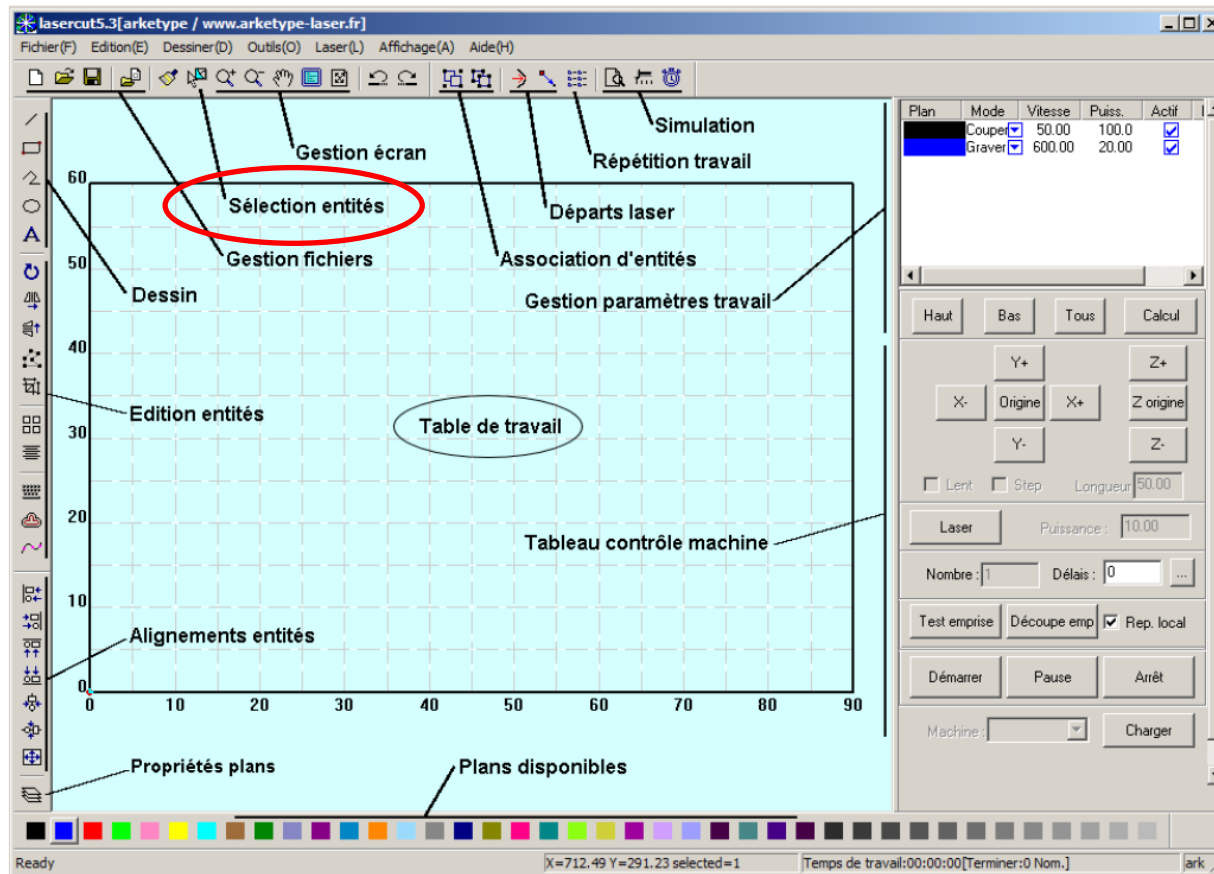 lasercut5.3[arketype / www.arketype-laser.fr]
Fichier(F) Edition(E) Dessiner(D) Outils(O) Laser(L) Affichage(A) Aide(H)
Simulation
Gestion écran
Répétition travail
Sélection entités
Départs laser
Gestion fichiers
Association d'entités
Dessin
Gestion paramètres travail
Edition entités
Table de travail
Tableau contrôle machine
Alignements entités
Propriétés plans
Plans disponibles
60
50
40
30
20
10
0
0 10 20 30 40 50 60 70 80 90
Plan Mode Vitesse Puiss. Actif
Couper 50.00 100.0
Graver 600.00 20.00
Haut Bas Tous Calcul
Y+ Z+
X- Origine X+ Z origine
Y- Z-
Lent Step Longueur 50.00
Laser Puissance : 10.00
Nombre : 1 Délais : 0 ...
Test emprise Découpe emp Rep. local
Démarrer Pause Arrêt
Machine : Charger
Ready X=712.49 Y=291.23 selected=1 Temps de travail:00:00:00[Terminer:0 Nom.] ark